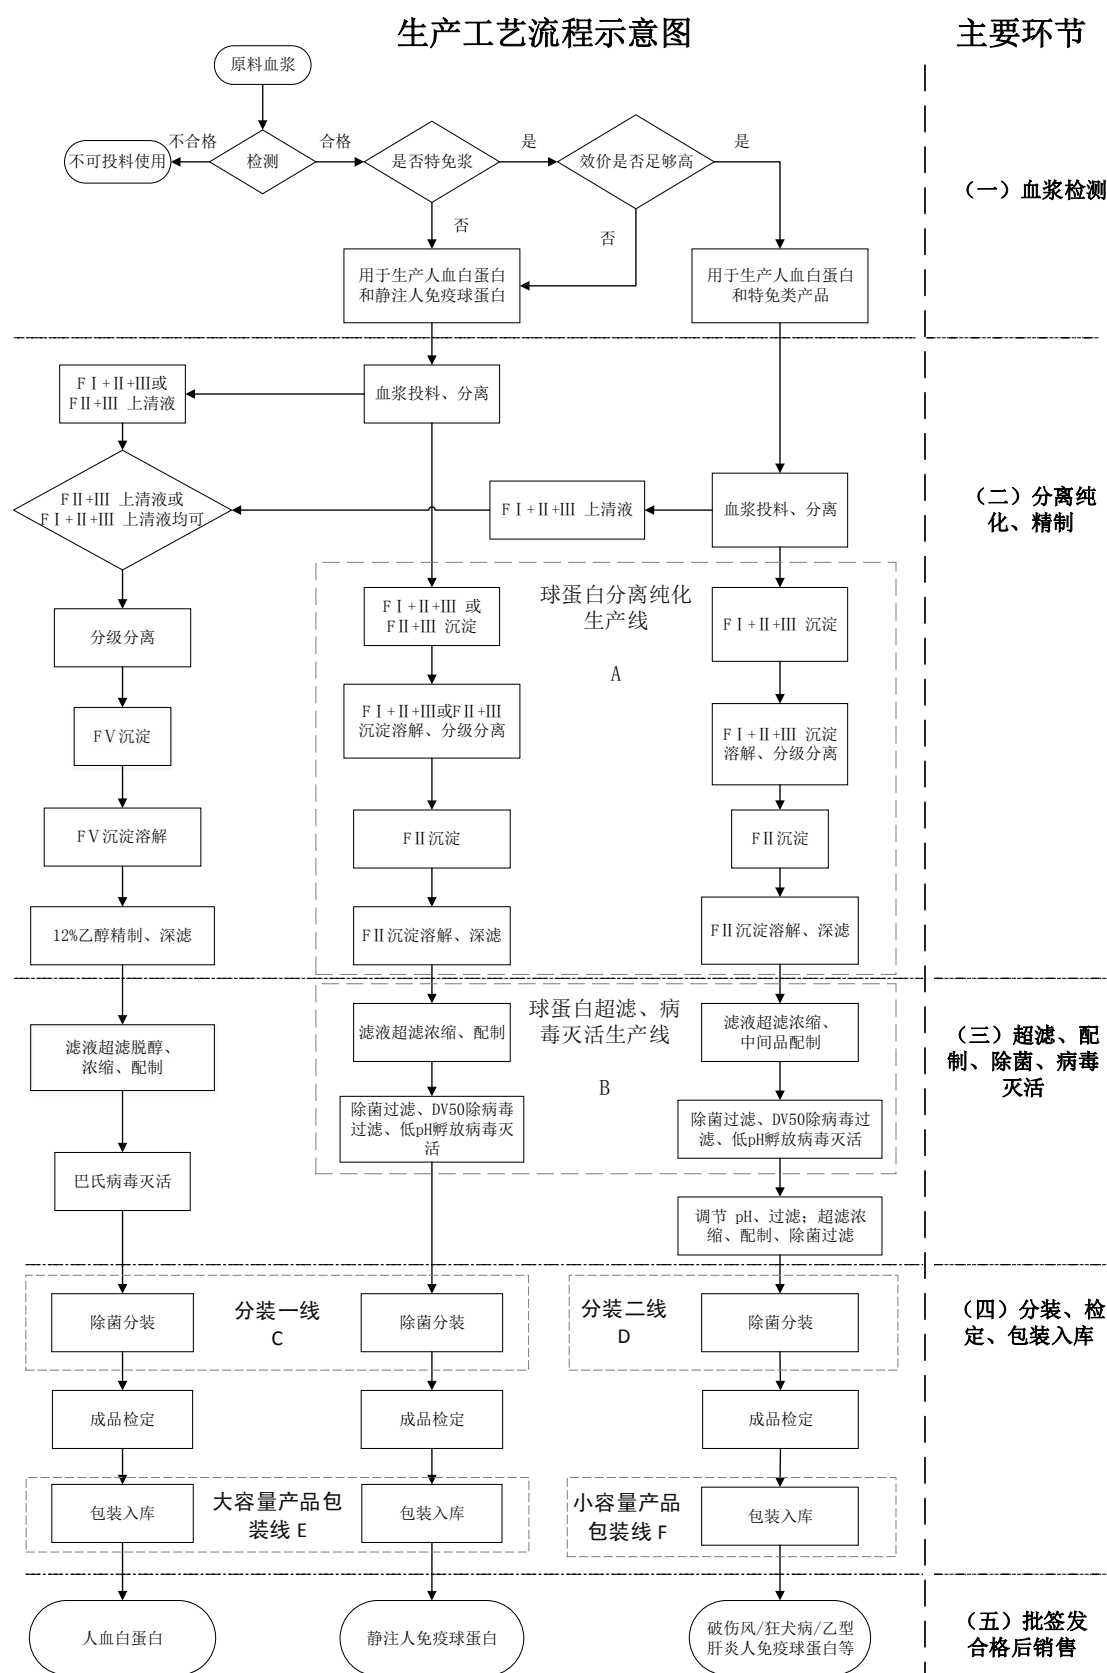 生产工艺流程示意图
主要环节
原料血浆
不合格
合格
是
是
不可投料使用
检测
是否特免浆
效价是否足够高
（一）血浆检测
否
否
用于生产人血白蛋白
和静注人免疫球蛋白
用于生产人血白蛋白
和特免类产品
FⅠ+Ⅱ+Ⅲ或
FⅡ+Ⅲ 上清液
血浆投料、分离
FⅡ+Ⅲ 上清液或
FⅠ+Ⅱ+Ⅲ 上清液均可
FⅠ+Ⅱ+Ⅲ 上清液
血浆投料、分离
（二）分离纯
化、精制
球蛋白分离纯化
生产线
A
FⅠ+Ⅱ+Ⅲ 或
FⅡ+Ⅲ 沉淀
FⅠ+Ⅱ+Ⅲ 沉淀
分级分离
FⅠ+Ⅱ+Ⅲ或FⅡ+Ⅲ
沉淀溶解、分级分离
FⅠ+Ⅱ+Ⅲ 沉淀
溶解、分级分离
FⅤ沉淀
FⅤ沉淀溶解
FⅡ沉淀
FⅡ沉淀
12%乙醇精制、深滤
FⅡ沉淀溶解、深滤
FⅡ沉淀溶解、深滤
球蛋白超滤、病
毒灭活生产线
B
滤液超滤脱醇、
浓缩、配制
滤液超滤浓缩、配制
滤液超滤浓缩、
中间品配制
（三）超滤、配
制、除菌、病毒
灭活
除菌过滤、DV50除病毒
过滤、低pH孵放病毒灭
活
除菌过滤、DV50除病毒过
滤、低pH孵放病毒灭活
巴氏病毒灭活
调节 pH、过滤；超滤浓
缩、配制、除菌过滤
除菌分装
分装一线
C
除菌分装
分装二线
D
除菌分装
（四）分装、检
定、包装入库
成品检定
成品检定
成品检定
包装入库
大容量产品包
装线 E
包装入库
小容量产品
包装线 F
包装入库
人血白蛋白
静注人免疫球蛋白
破伤风/狂犬病/乙型
肝炎人免疫球蛋白等
（五）批签发
合格后销售